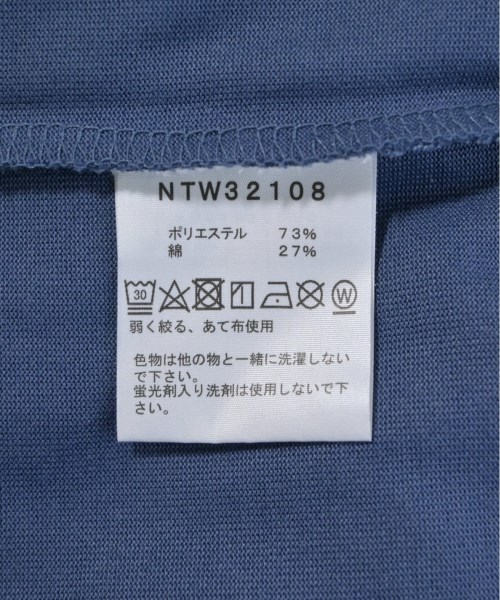 NTW32108
ポリエステル 73%
綿 27%
30 W
弱く絞る、あて布使用
色物は他の物と一緒に洗濯しない
で下さい。
蛍光剤入り洗剤は使用しないで下
さい。